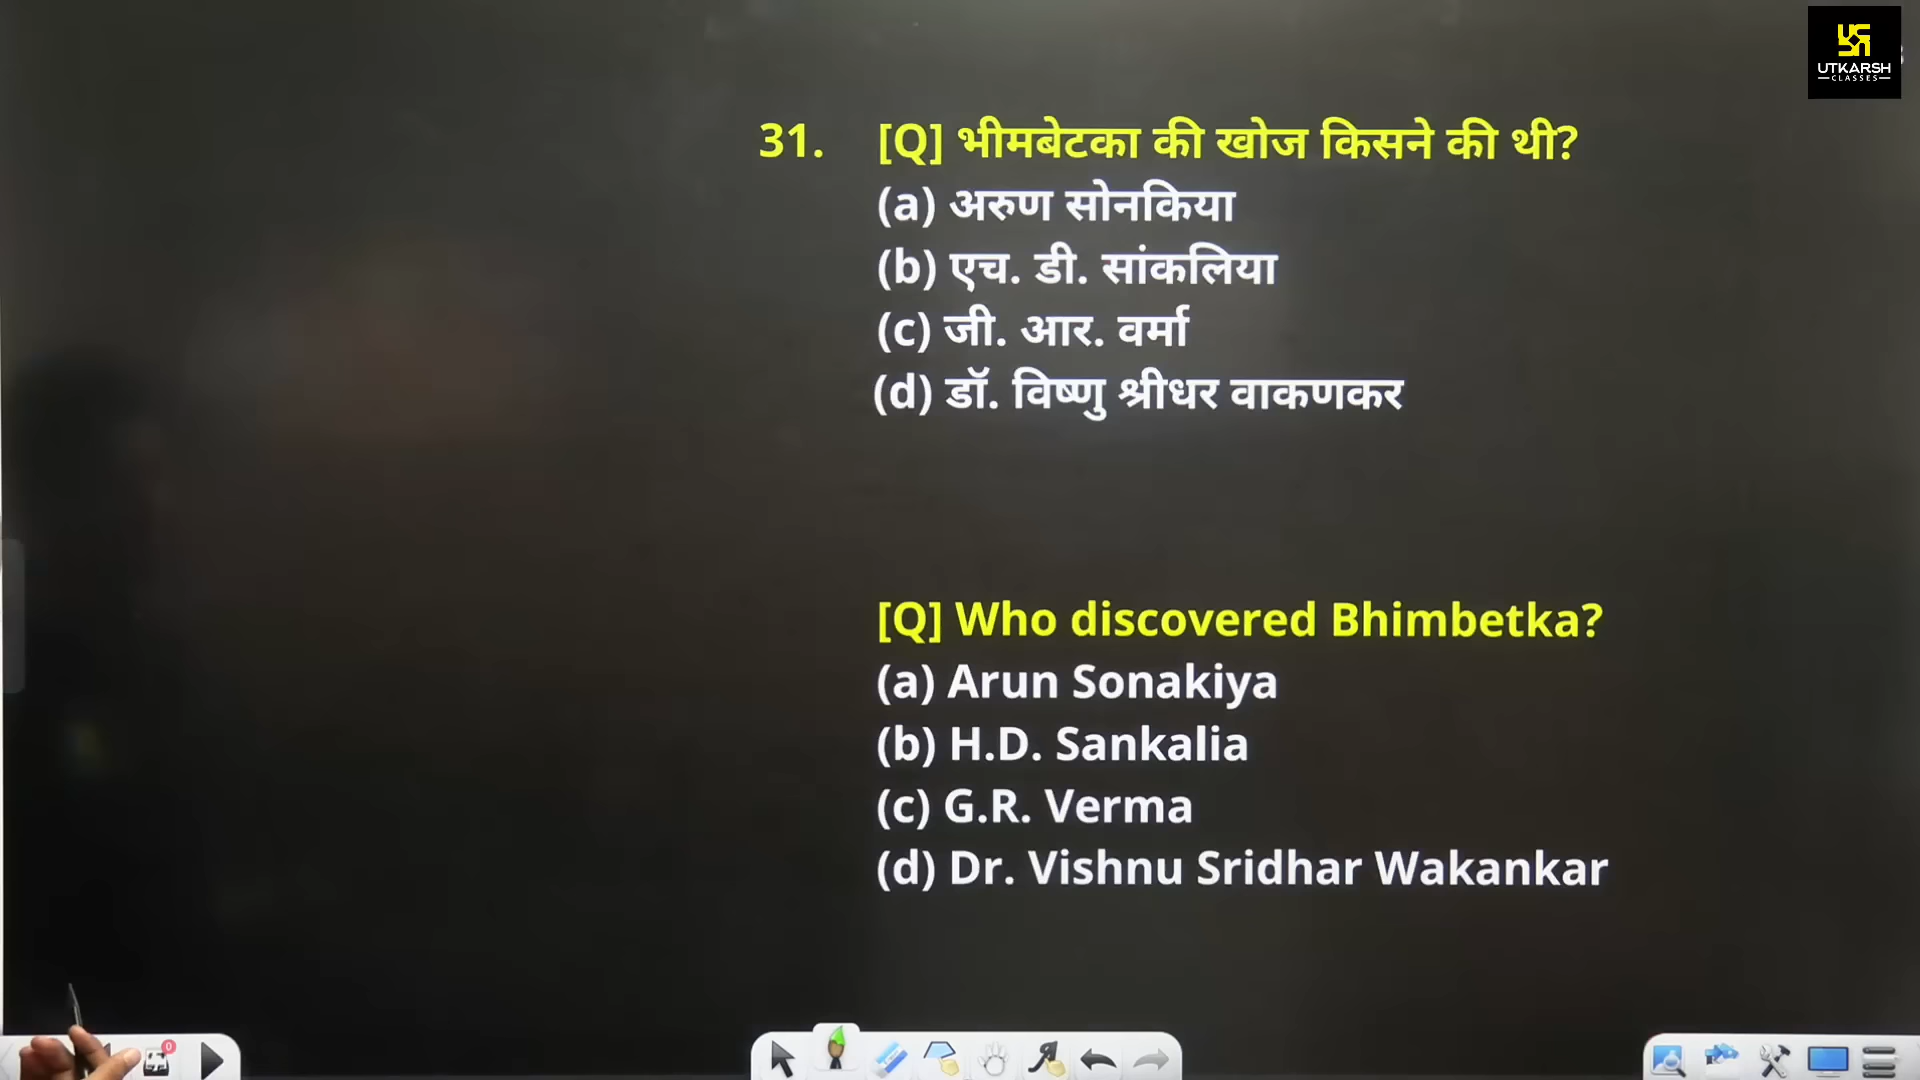 UTKARSH
CLASSES
31. [Q] भीमबेटका की खोज किसने की थी?
(a) अरुण सोनकिया
(b) एच. डी. सांकलिया
(c) जी. आर. वर्मा
(d) डॉ. विष्णु श्रीधर वाकणकर
[Q] Who discovered Bhimbetka?
(a) Arun Sonakiya
(b) H.D. Sankalia
(c) G.R. Verma
(d) Dr. Vishnu Sridhar Wakankar
0